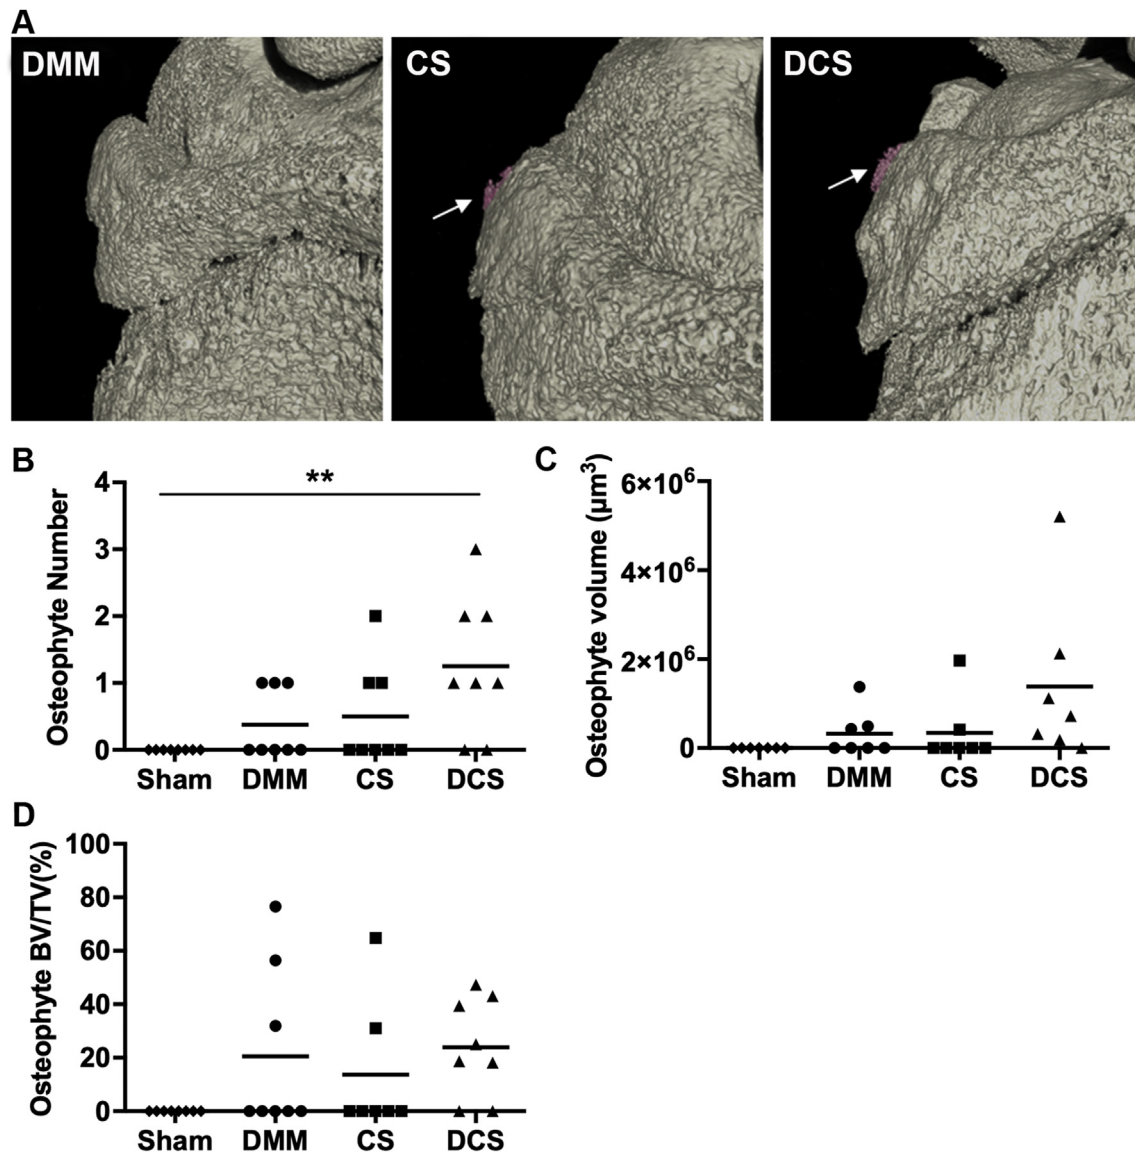 A
DMM
CS
DCS
B
Osteophyte Number
**
4
3
2
1
0
Sham DMM CS DCS
C
Osteophyte volume (µm³)
6×10⁶
4×10⁶
2×10⁶
0
Sham DMM CS DCS
D
Osteophyte BV/TV(%)
100
80
60
40
20
0
Sham DMM CS DCS